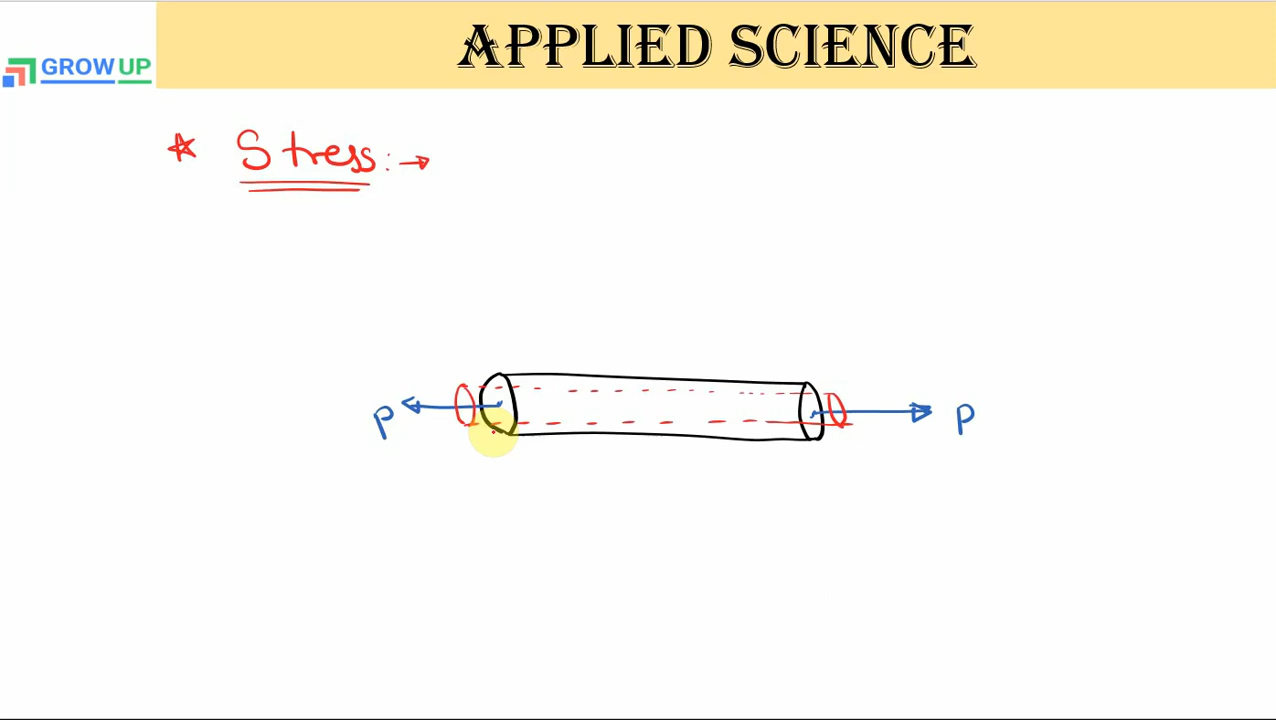 APPLIED SCIENCE
GROW UP
* Stress :→
P P